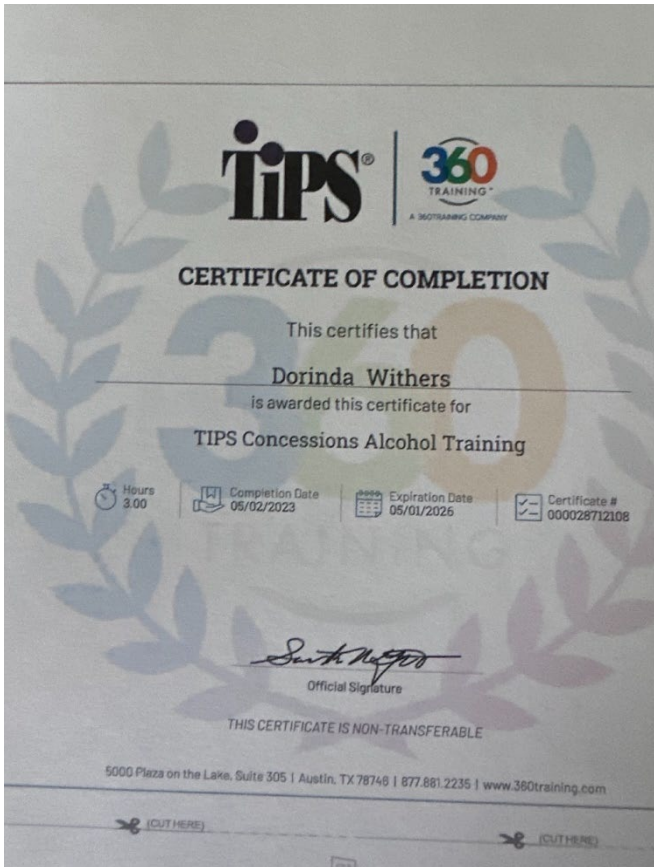 TiPS®
360
TRAINING
A 360TRAINING COMPANY
CERTIFICATE OF COMPLETION
This certifies that
Dorinda Withers
is awarded this certificate for
TIPS Concessions Alcohol Training
Hours
3.00
Completion Date
05/02/2023
Expiration Date
05/01/2026
Certificate #
000028712108
360
TRAINING
Official Signature
THIS CERTIFICATE IS NON-TRANSFERABLE
5000 Plaza on the Lake, Suite 305 | Austin, TX 78746 | 877.881.2235 | www.360training.com
(CUT HERE)
(CUT HERE)